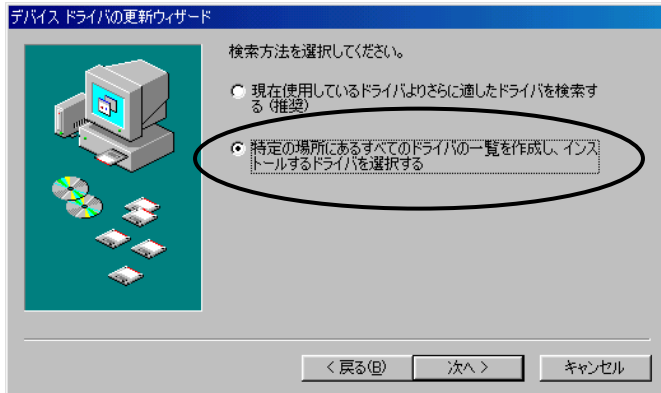 デバイス ドライバの更新ウィザード
検索方法を選択してください。
現在使用しているドライバよりさらに適したドライバを検索す
る (推奨)
特定の場所にあるすべてのドライバの一覧を作成し、インス
トールするドライバを選択する
< 戻る(B)
次へ >
キャンセル